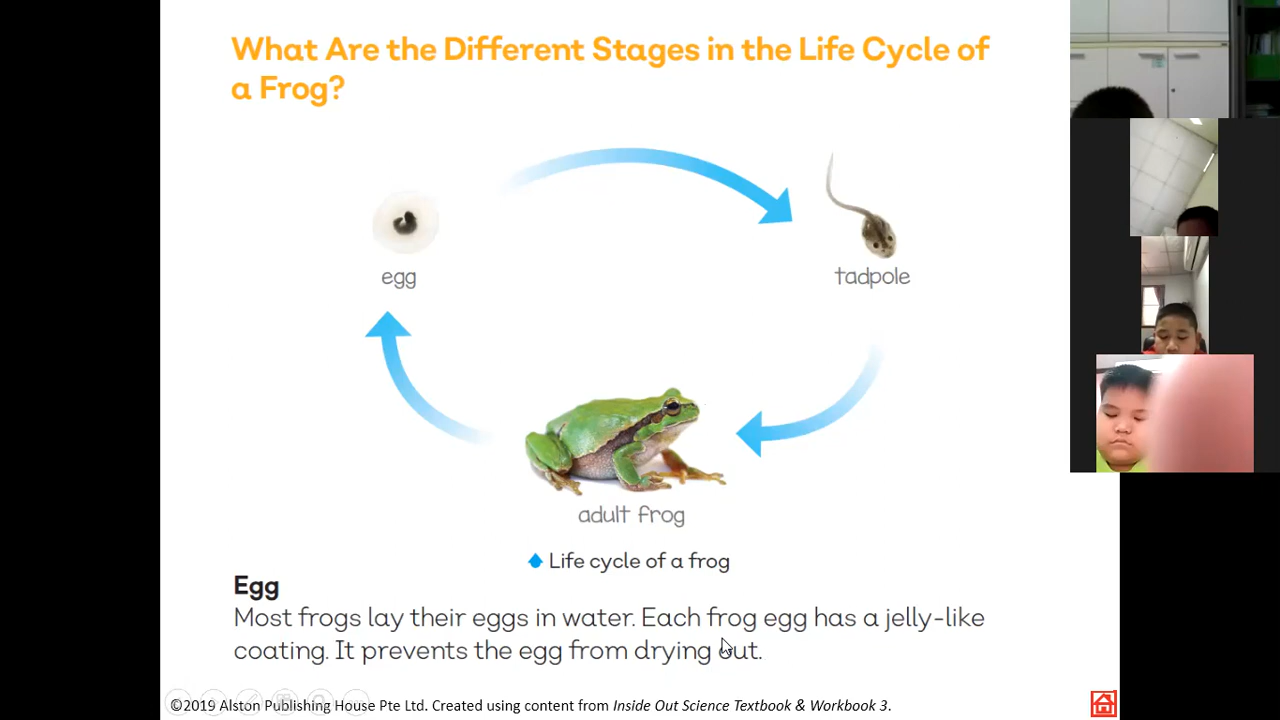 What Are the Different Stages in the Life Cycle of
a Frog?
egg
tadpole
adult frog
Life cycle of a frog
Egg
Most frogs lay their eggs in water. Each frog egg has a jelly-like
coating. It prevents the egg from drying out.
©2019 Alston Publishing House Pte Ltd. Created using content from Inside Out Science Textbook & Workbook 3.